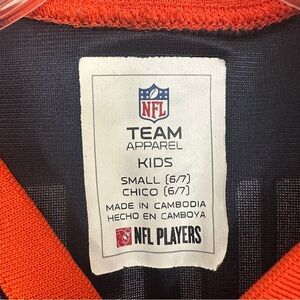 NFL
TEAM
APPAREL
KIDS
SMALL (6/7)
CHICO (6/7)
MADE IN CAMBODIA
HECHO EN CAMBOYA
NFL PLAYERS